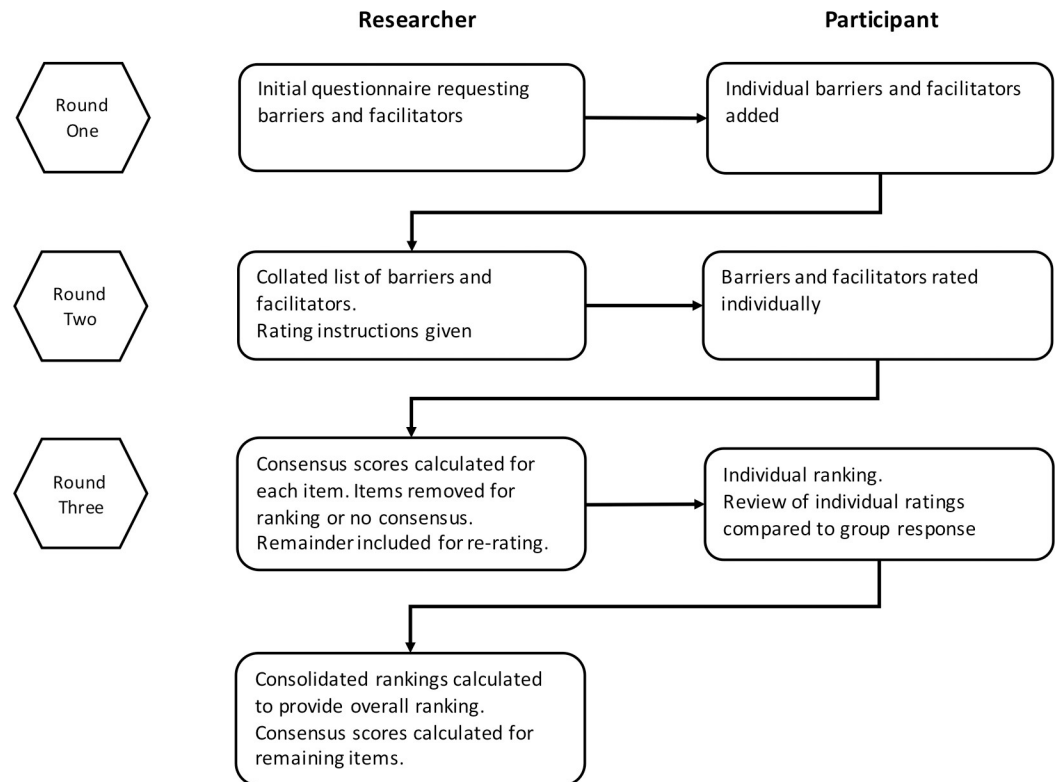 Researcher
Participant
Round
One
Initial questionnaire requesting
barriers and facilitators
Individual barriers and facilitators
added
Round
Two
Collated list of barriers and
facilitators.
Rating instructions given
Barriers and facilitators rated
individually
Round
Three
Consensus scores calculated for
each item. Items removed for
ranking or no consensus.
Remainder included for re-rating.
Individual ranking.
Review of individual ratings
compared to group response
Consolidated rankings calculated
to provide overall ranking.
Consensus scores calculated for
remaining items.